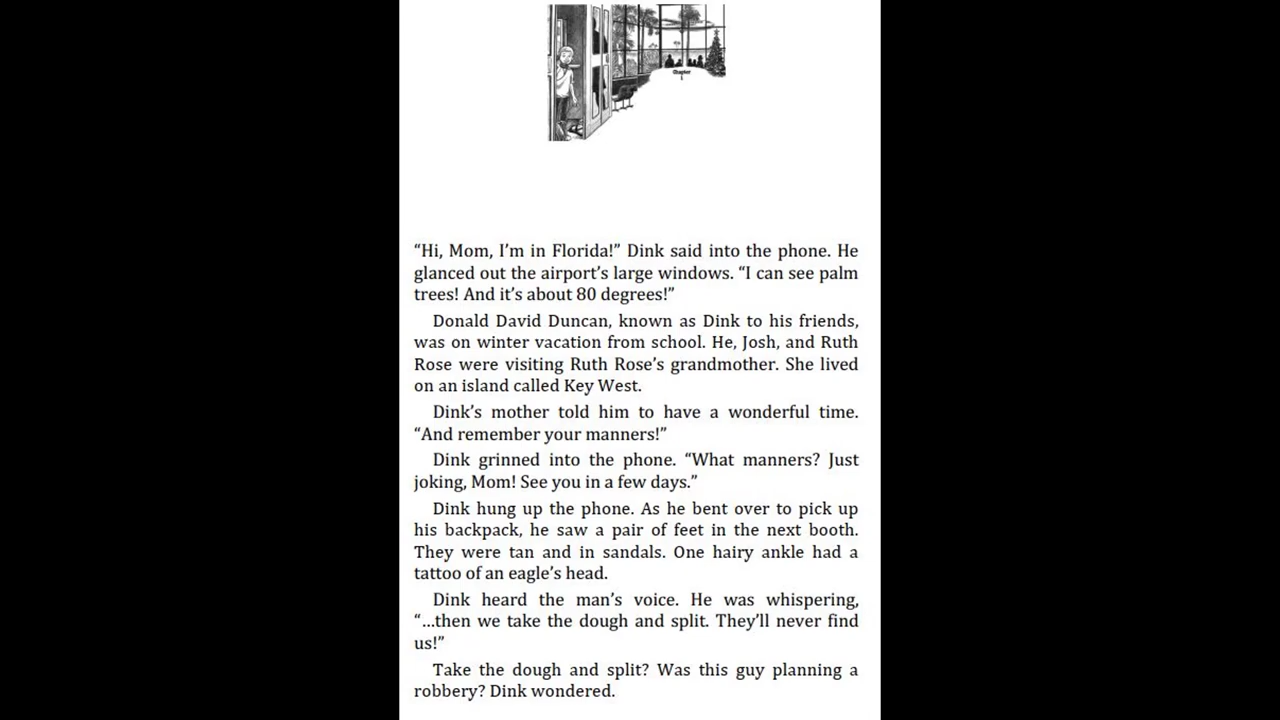 Chapter
1
“Hi, Mom, I’m in Florida!” Dink said into the phone. He
glanced out the airport’s large windows. “I can see palm
trees! And it’s about 80 degrees!”
Donald David Duncan, known as Dink to his friends,
was on winter vacation from school. He, Josh, and Ruth
Rose were visiting Ruth Rose’s grandmother. She lived
on an island called Key West.
Dink’s mother told him to have a wonderful time.
“And remember your manners!”
Dink grinned into the phone. “What manners? Just
joking, Mom! See you in a few days.”
Dink hung up the phone. As he bent over to pick up
his backpack, he saw a pair of feet in the next booth.
They were tan and in sandals. One hairy ankle had a
tattoo of an eagle’s head.
Dink heard the man’s voice. He was whispering,
“…then we take the dough and split. They’ll never find
us!”
Take the dough and split? Was this guy planning a
robbery? Dink wondered.